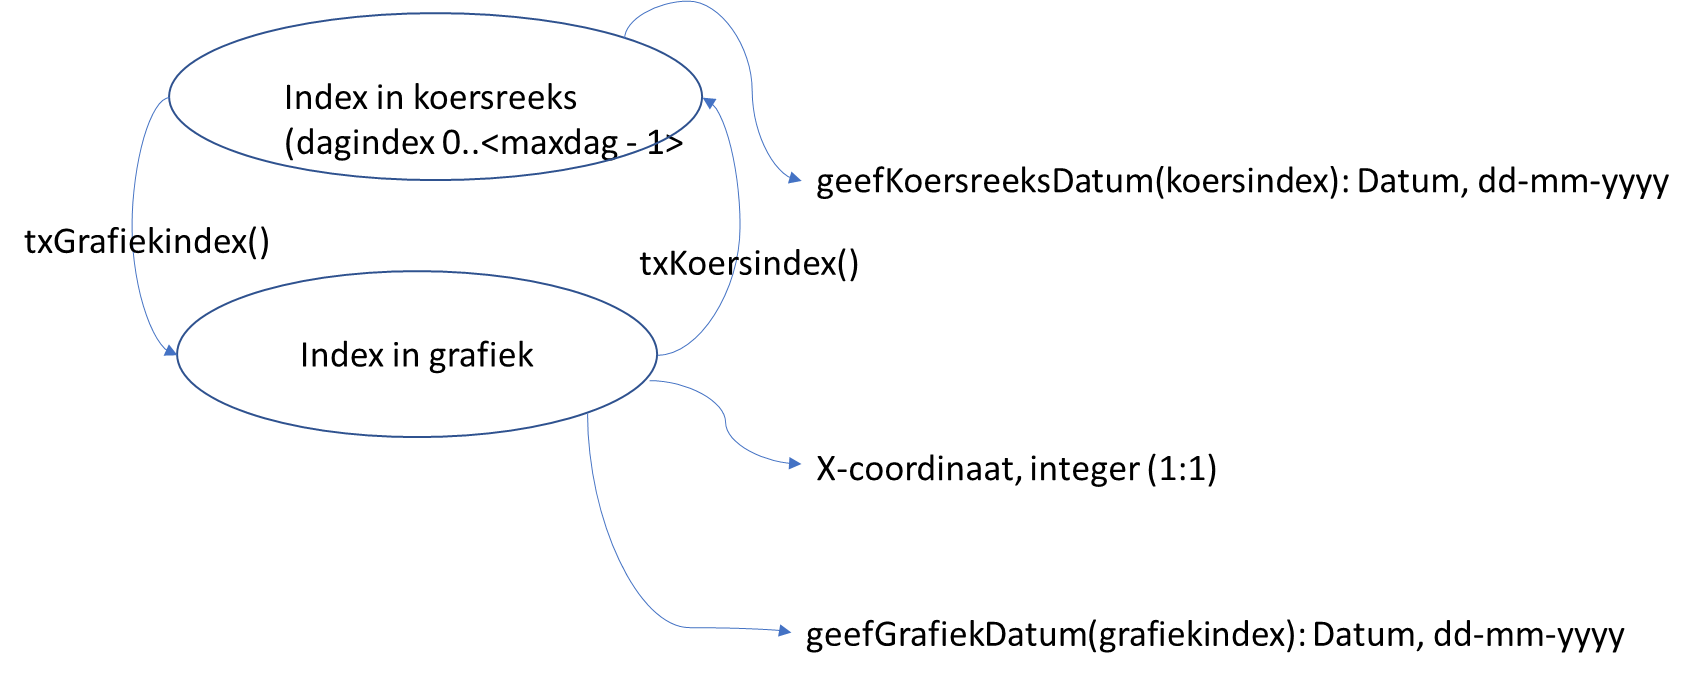 Index in koersreeks
(dagindex 0..<maxdag - 1>
geefKoersreeksDatum(koersindex): Datum, dd-mm-yyyy
txGrafiekindex()
txKoersindex()
Index in grafiek
X-coordinaat, integer (1:1)
geefGrafiekDatum(grafiekindex): Datum, dd-mm-yyyy